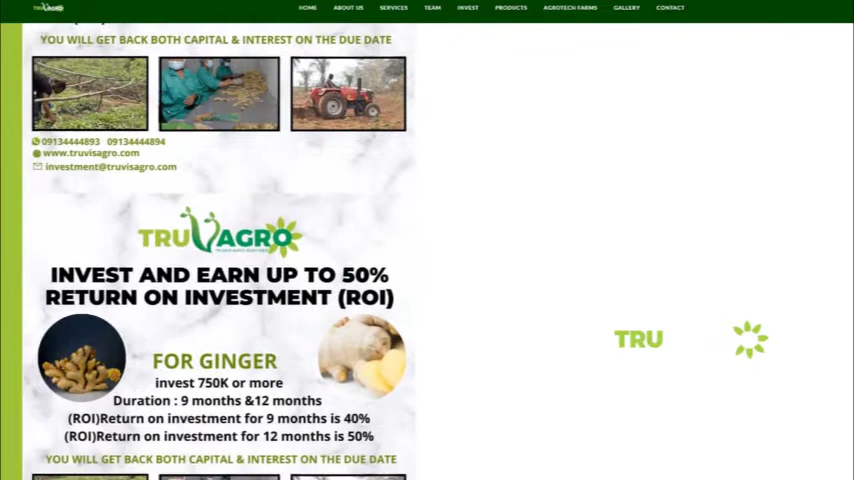 TRUVAGRO
HOME ABOUT US SERVICES TEAM INVEST PRODUCTS AGROTECH FARMS GALLERY CONTACT
YOU WILL GET BACK BOTH CAPITAL & INTEREST ON THE DUE DATE
09134444893 09134444894
www.truvisagro.com
investment@truvisagro.com
TRUVAGRO
INVEST AND EARN UP TO 50%
RETURN ON INVESTMENT (ROI)
FOR GINGER
invest 750K or more
Duration : 9 months &12 months
(ROI)Return on investment for 9 months is 40%
(ROI)Return on investment for 12 months is 50%
YOU WILL GET BACK BOTH CAPITAL & INTEREST ON THE DUE DATE
TRU